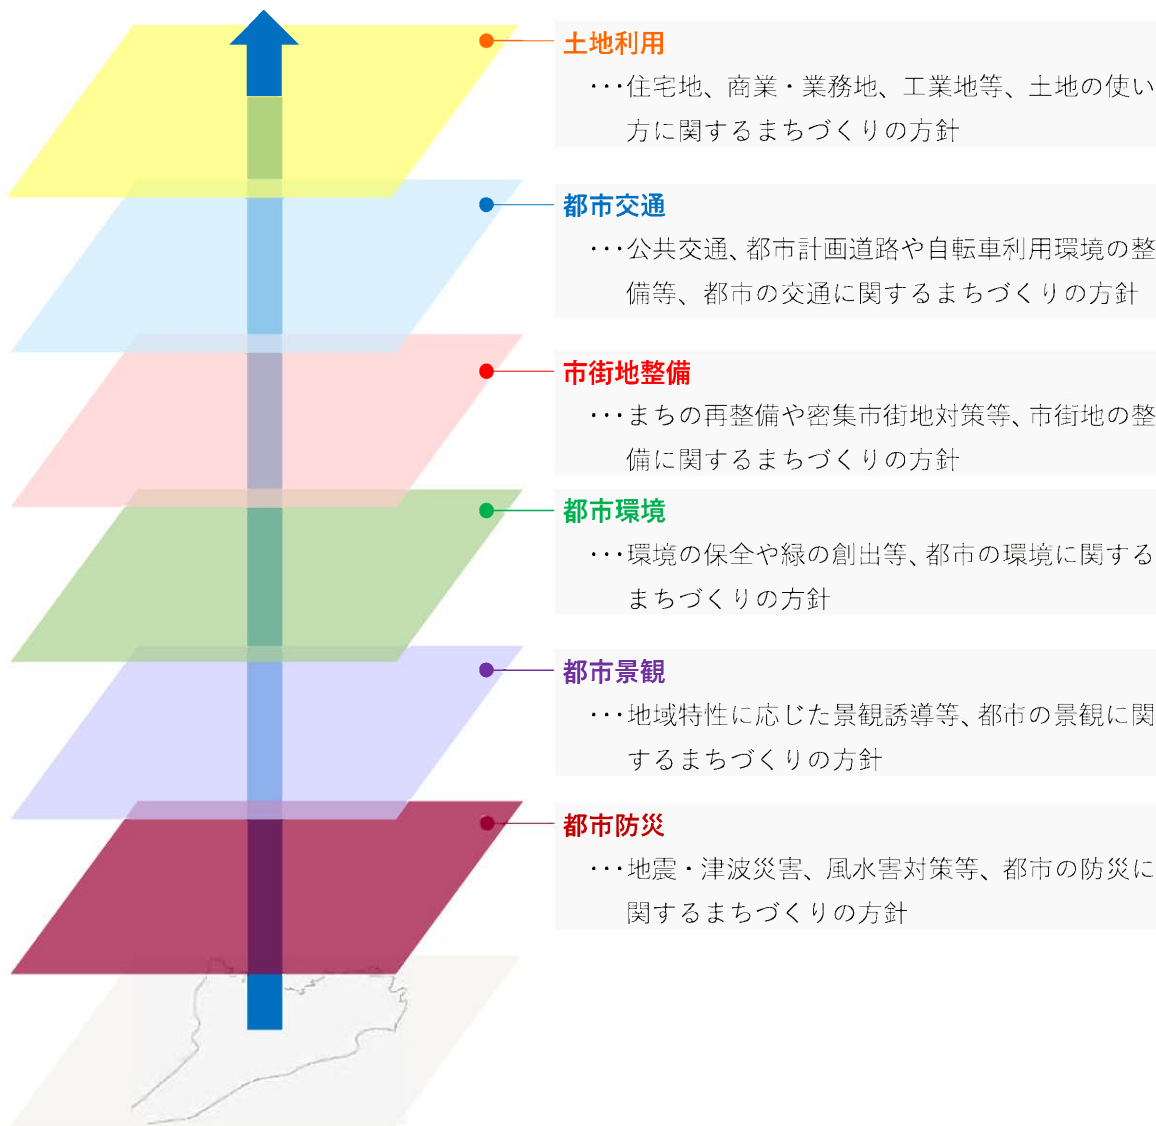 土地利用
･･･住宅地、商業・業務地、工業地等、土地の使い
方に関するまちづくりの方針
都市交通
･･･公共交通、都市計画道路や自転車利用環境の整
備等、都市の交通に関するまちづくりの方針
市街地整備
･･･まちの再整備や密集市街地対策等、市街地の整
備に関するまちづくりの方針
都市環境
･･･環境の保全や緑の創出等、都市の環境に関する
まちづくりの方針
都市景観
･･･地域特性に応じた景観誘導等、都市の景観に関
するまちづくりの方針
都市防災
･･･地震・津波災害、風水害対策等、都市の防災に
関するまちづくりの方針